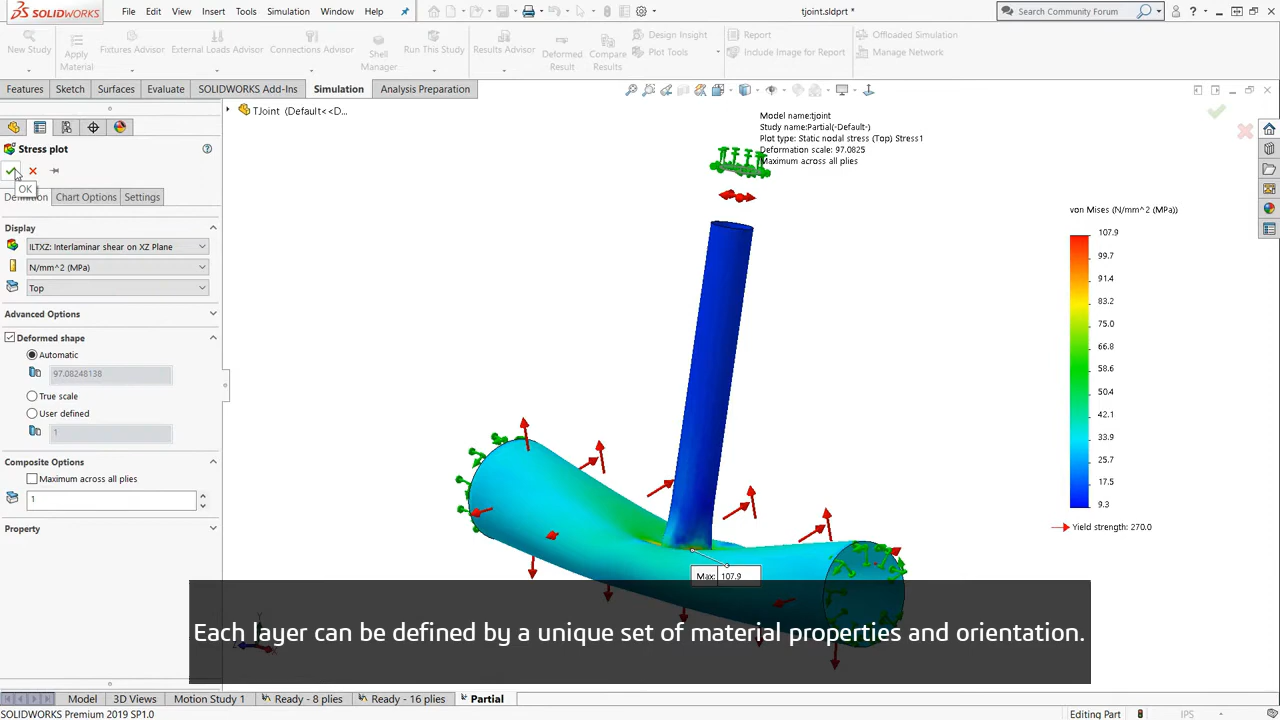 SOLIDWORKS File Edit View Insert Tools Simulation Window Help tjoint.sldprt * Search Community Forum ?
New Study Apply Material Fixtures Advisor External Loads Advisor Connections Advisor Shell Manager Run This Study Results Advisor Deformed Result Compare Results Design Insight Plot Tools Report Include Image for Report Offloaded Simulation Manage Network
Features Sketch Surfaces Evaluate SOLIDWORKS Add-Ins Simulation Analysis Preparation
TJoint (Default<<D...
Model name:tjoint
Study name:Partial(-Default-)
Plot type: Static nodal stress (Top) Stress1
Deformation scale: 97.0825
Maximum across all plies
Stress plot
OK
Definition Chart Options Settings
Display
ILTXZ: Interlaminar shear on XZ Plane
N/mm^2 (MPa)
Top
Advanced Options
Deformed shape
Automatic
97.08248138
True scale
User defined
1
Composite Options
Maximum across all plies
1
Property
von Mises (N/mm^2 (MPa))
107.9
99.7
91.4
83.2
75.0
66.8
58.6
50.4
42.1
33.9
25.7
17.5
9.3
Yield strength: 270.0
Max: 107.9
Each layer can be defined by a unique set of material properties and orientation.
Model 3D Views Motion Study 1 Ready - 8 plies Ready - 16 plies Partial
SOLIDWORKS Premium 2019 SP1.0 Editing Part IPS